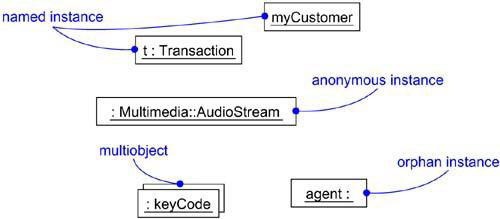 named instance
myCustomer
t : Transaction
anonymous instance
: Multimedia::AudioStream
multiobject
orphan instance
: keyCode
agent :